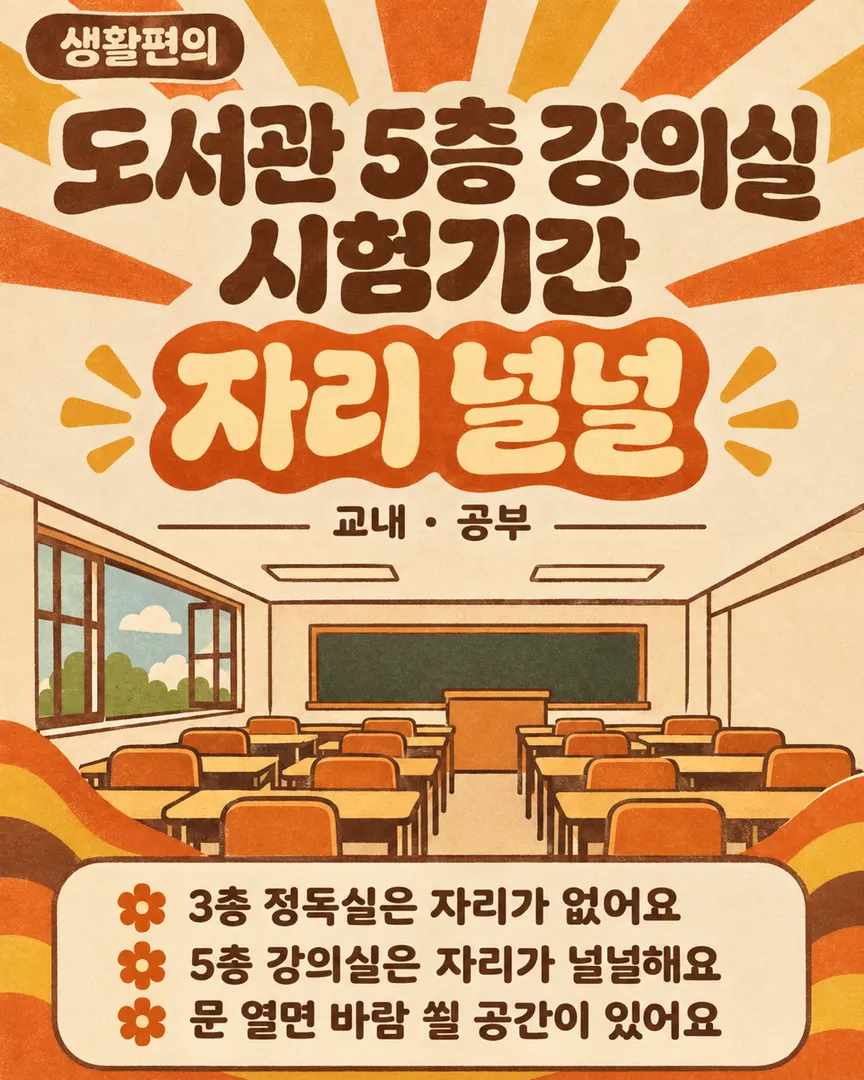 생활편의
도서관 5층 강의실
시험기간
자리 널널
교내 · 공부
3총 정독실은 자리가 없어요
5총 강의실은 자리가 널널해요
문 열면 바람 쐴 공간이 있어요